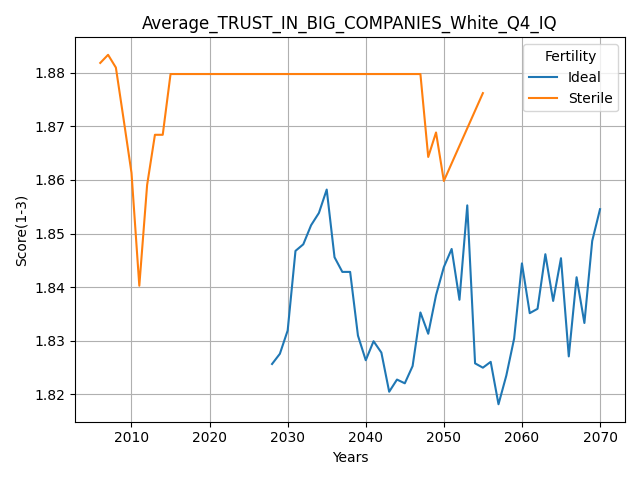 Average_TRUST_IN_BIG_COMPANIES_White_Q4_IQ
Fertility
Ideal
Sterile
Score(1-3)
1.88
1.87
1.86
1.85
1.84
1.83
1.82
2010 2020 2030 2040 2050 2060 2070
Years